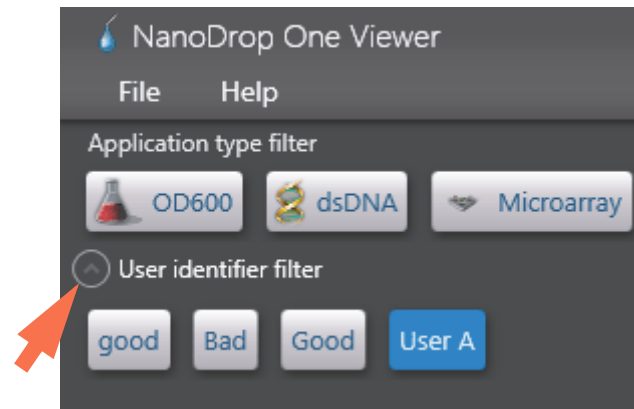 NanoDrop One Viewer
File Help
Application type filter
OD600 dsDNA Microarray
User identifier filter
good Bad Good User A